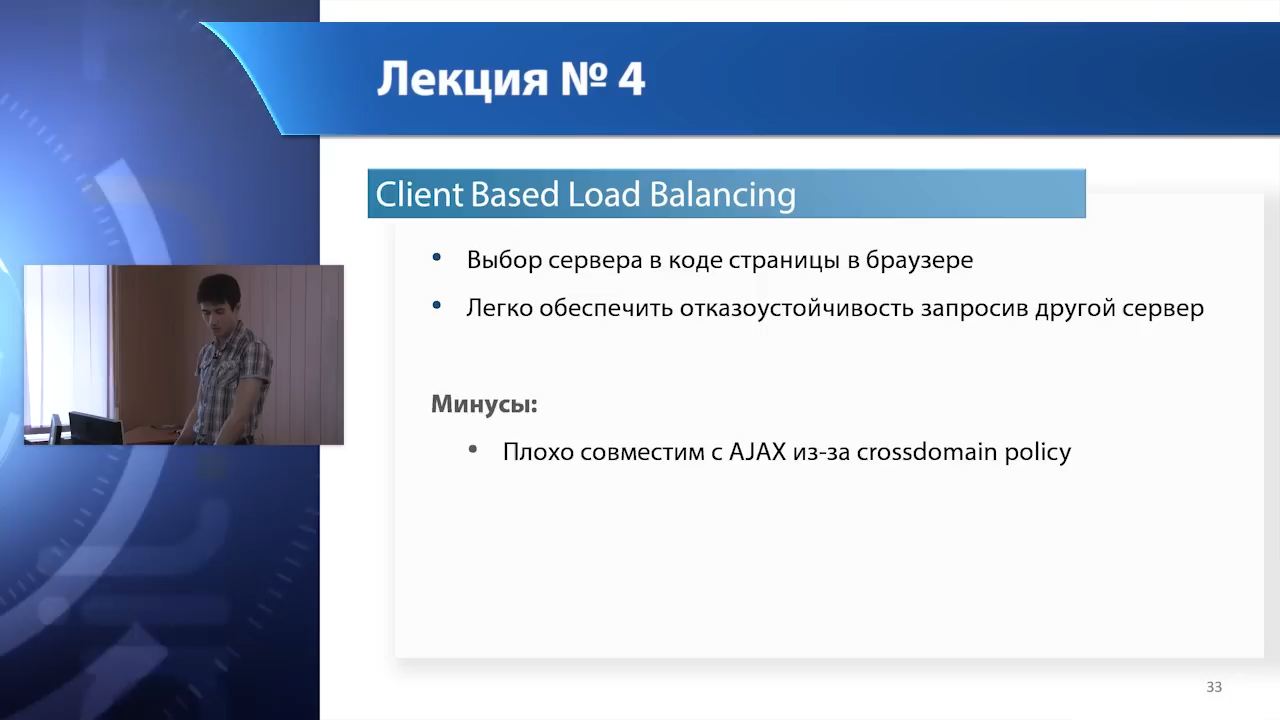 Лекция № 4
Client Based Load Balancing
• Выбор сервера в коде страницы в браузере
• Легко обеспечить отказоустойчивость запросив другой сервер
Минусы:
• Плохо совместим с AJAX из-за crossdomain policy
33